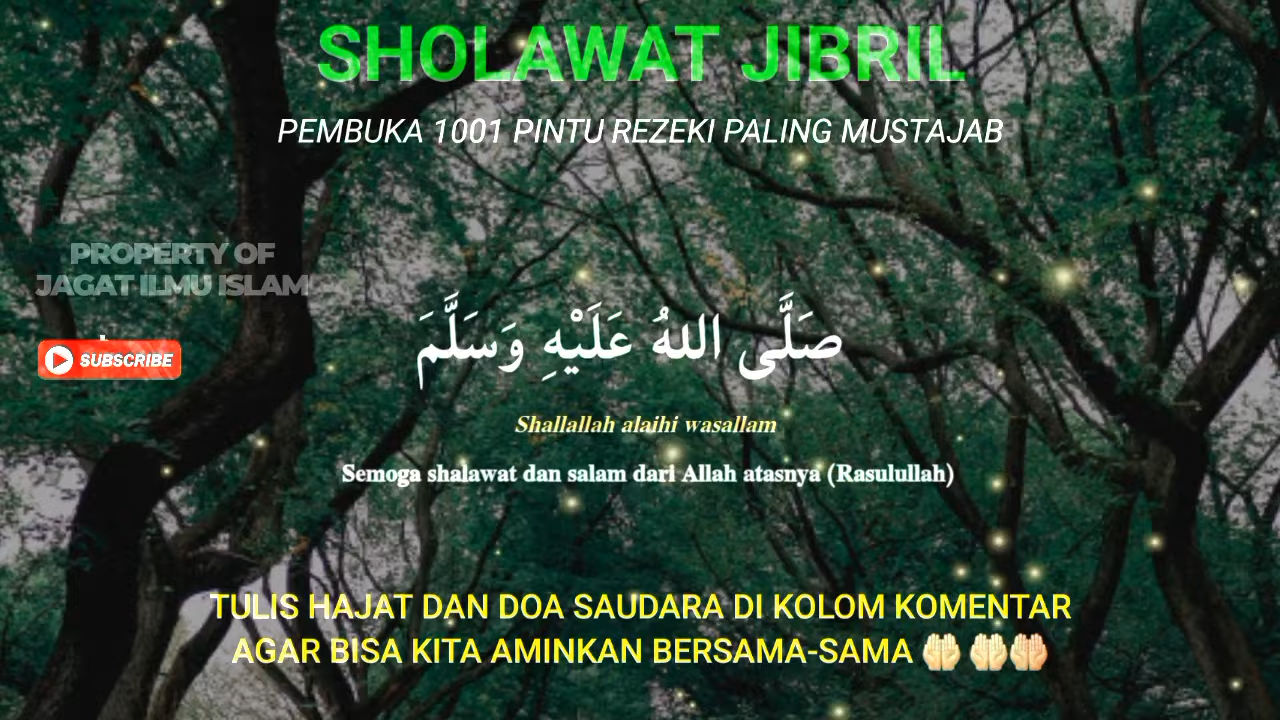 SHOLAWAT JIBRIL
PEMBUKA 1001 PINTU REZEKI PALING MUSTAJAB
PROPERTY OF
JAGAT ILMU ISLAM
SUBSCRIBE
صَلَّى اللهُ عَلَيْهِ وَسَلَّمَ
Shallallah alaihi wasallam
Semoga shalawat dan salam dari Allah atasnya (Rasulullah)
TULIS HAJAT DAN DOA SAUDARA DI KOLOM KOMENTAR
AGAR BISA KITA AMINKAN BERSAMA-SAMA 🤲🏻 🤲🏻🤲🏻